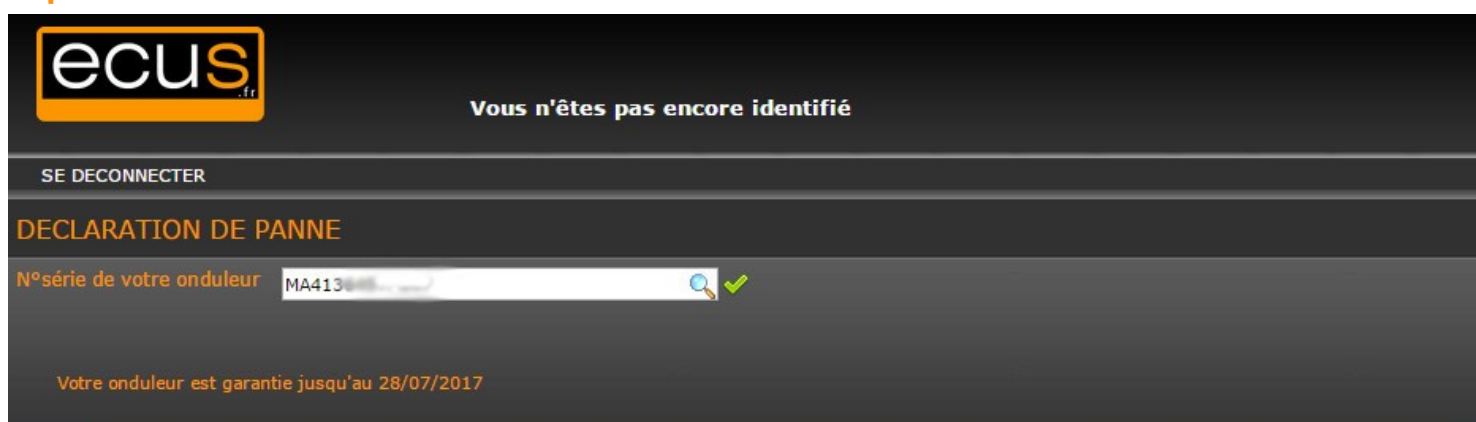 ecus
.fr
Vous n'êtes pas encore identifié
SE DECONNECTER
DECLARATION DE PANNE
N°série de votre onduleur
MA413
Votre onduleur est garantie jusqu'au 28/07/2017